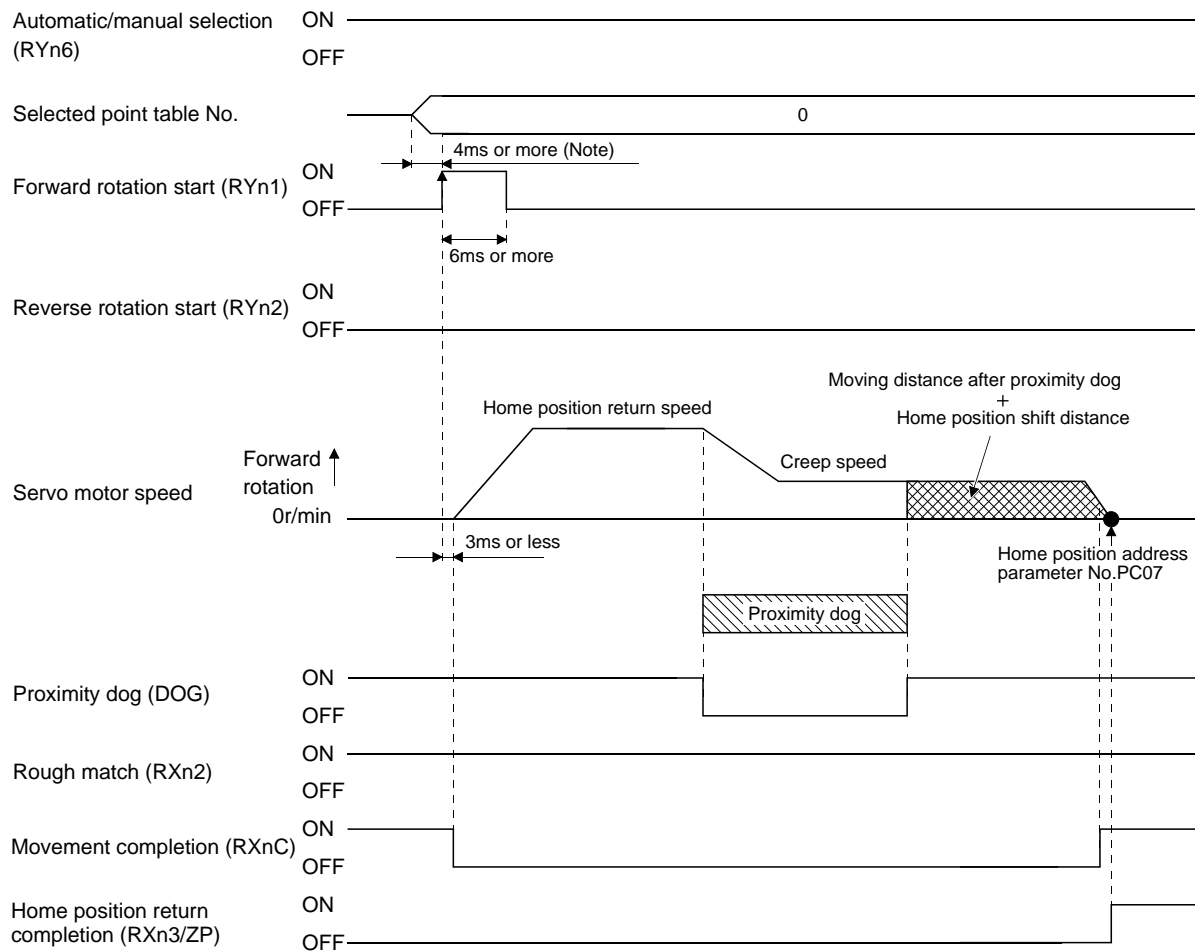 Automatic/manual selection
(RYn6)
ON
OFF
Selected point table No.
0
4ms or more (Note)
Forward rotation start (RYn1)
ON
OFF
6ms or more
Reverse rotation start (RYn2)
ON
OFF
Moving distance after proximity dog
+
Home position shift distance
Home position return speed
Creep speed
Forward
rotation
Servo motor speed
0r/min
3ms or less
Home position address
parameter No.PC07
Proximity dog
Proximity dog (DOG)
ON
OFF
Rough match (RXn2)
ON
OFF
Movement completion (RXnC)
ON
OFF
Home position return
completion (RXn3/ZP)
ON
OFF